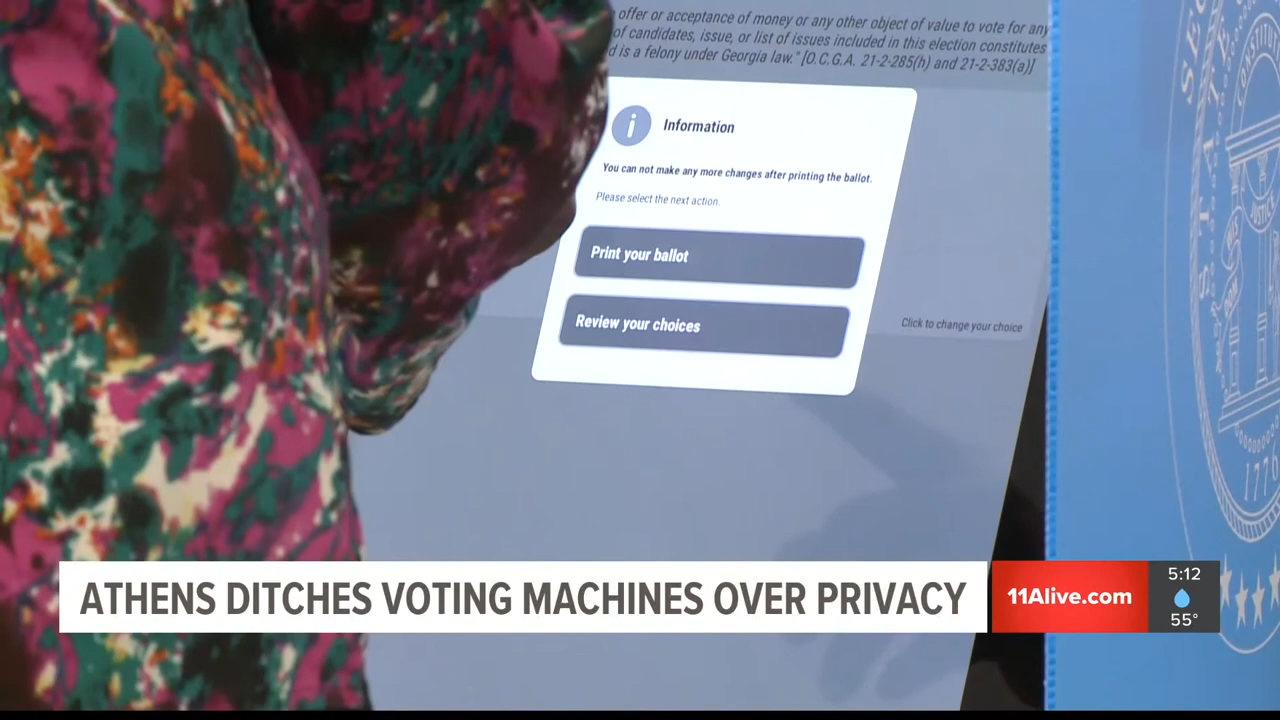 offer or acceptance of money or any other object of value to vote for any
of candidates, issue, or list of issues included in this election constitutes
is a felony under Georgia law." [O.C.G.A. 21-2-285(h) and 21-2-383(a)]
Information
You can not make any more changes after printing the ballot.
Please select the next action.
Print your ballot
Review your choices
Click to change your choice
STATE
CONSTITU
JUSTICE
1776
ATHENS DITCHES VOTING MACHINES OVER PRIVACY
11Alive.com
5:12
55°